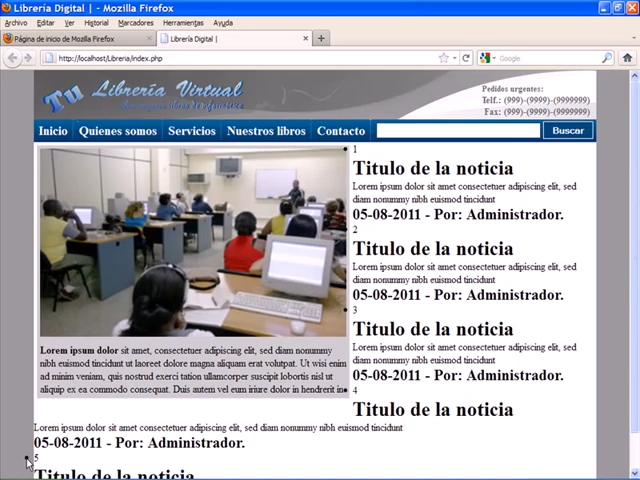 Librería Digital | - Mozilla Firefox
Archivo Editar Ver Historial Marcadores Herramientas Ayuda
Página de inicio de Mozilla Firefox
Librería Digital |
http://localhost/Libreria/index.php
Google
Tu Librería Virtual
Pedidos urgentes:
Telf.: (999)-(9999)-(9999999)
Fax: (999)-(9999)-(9999999)
Inicio Quienes somos Servicios Nuestros libros Contacto Buscar
1
Titulo de la noticia
Lorem ipsum dolor sit amet consectetuer adipiscing elit, sed
diam nonummy nibh euismod tincidunt
05-08-2011 - Por: Administrador.
2
Titulo de la noticia
Lorem ipsum dolor sit amet consectetuer adipiscing elit, sed
diam nonummy nibh euismod tincidunt
05-08-2011 - Por: Administrador.
3
Titulo de la noticia
Lorem ipsum dolor sit amet consectetuer adipiscing elit, sed
diam nonummy nibh euismod tincidunt
05-08-2011 - Por: Administrador.
Lorem ipsum dolor sit amet, consectetuer adipiscing elit, sed diam nonummy
nibh euismod tincidunt ut laoreet dolore magna aliquam erat volutpat. Ut wisi enim
ad minim veniam, quis nostrud exerci tation ullamcorper suscipit lobortis nisl ut
aliquip ex ea commodo consequat. Duis autem vel eum iriure dolor in hendrerit in
4
Titulo de la noticia
Lorem ipsum dolor sit amet consectetuer adipiscing elit, sed diam nonummy nibh euismod tincidunt
05-08-2011 - Por: Administrador.
5
Titulo de la noticia